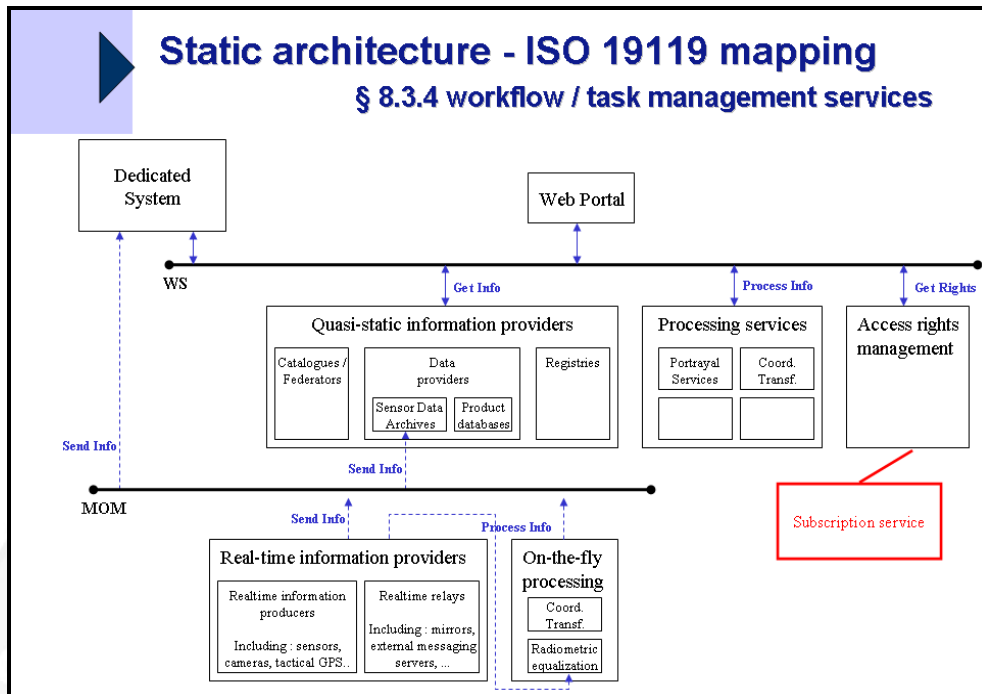 Static architecture - ISO 19119 mapping
§ 8.3.4 workflow / task management services
Dedicated
System
Web Portal
WS
Get Info
Process Info
Get Rights
Quasi-static information providers
Catalogues /
Federators
Data
providers
Sensor Data
Archives
Product
databases
Registries
Processing services
Portrayal
Services
Coord.
Transf.
Access rights
management
Send Info
Send Info
MOM
Subscription service
Send Info
Process Info
Real-time information providers
Realtime information
producers
Including : sensors,
cameras, tactical GPS..
Realtime relays
Including : mirrors,
external messaging
servers, ...
On-the-fly
processing
Coord.
Transf.
Radiometric
equalization